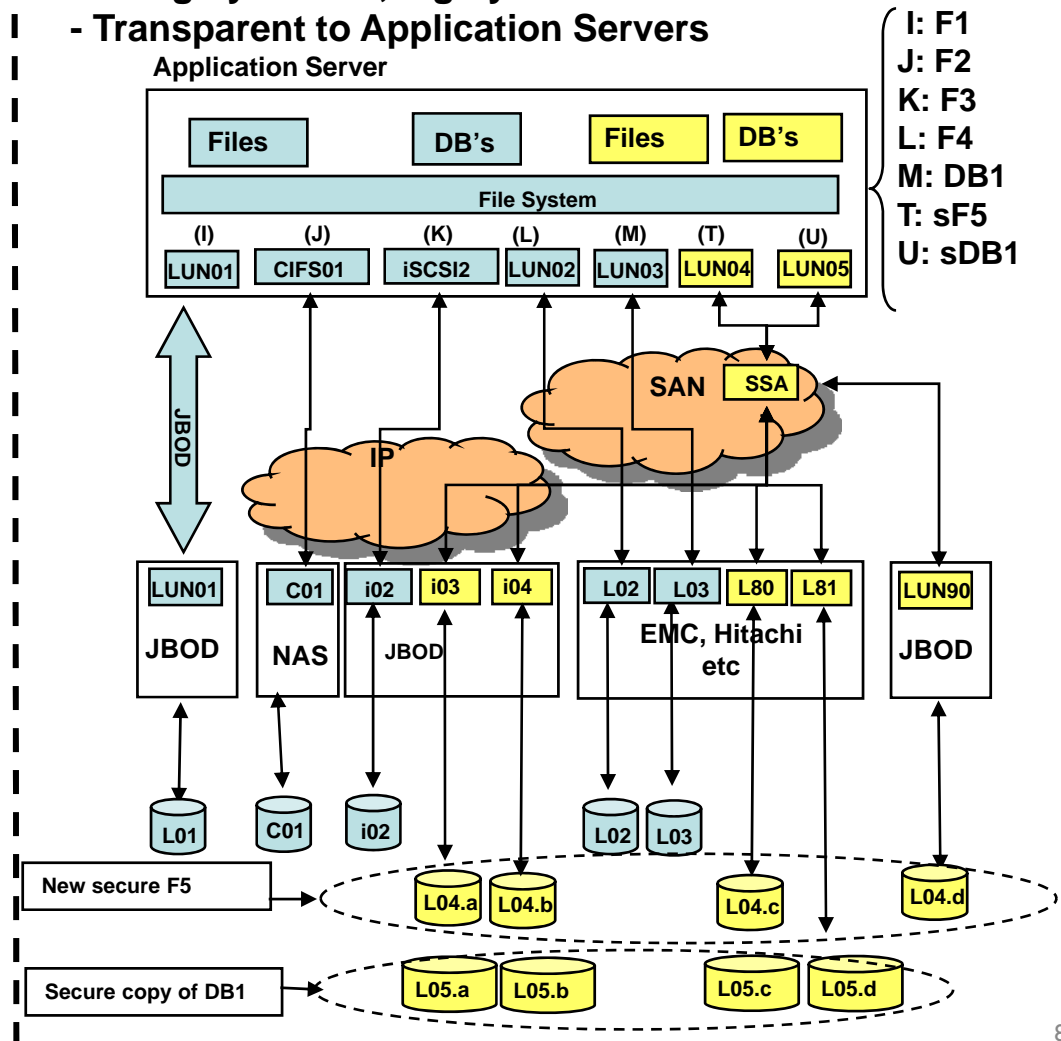 - Transparent to Application Servers
Application Server
I: F1
J: F2
K: F3
L: F4
M: DB1
T: sF5
U: sDB1
Files
DB's
Files
DB's
File System
(I)
(J)
(K)
(L)
(M)
(T)
(U)
LUN01
CIFS01
iSCSI2
LUN02
LUN03
LUN04
LUN05
JBOD
SAN
SSA
IP
LUN01
JBOD
C01
NAS
i02
i03
i04
JBOD
L02
L03
L80
L81
EMC, Hitachi
etc
LUN90
JBOD
L01
C01
i02
L02
L03
New secure F5
L04.a
L04.b
L04.c
L04.d
Secure copy of DB1
L05.a
L05.b
L05.c
L05.d
8